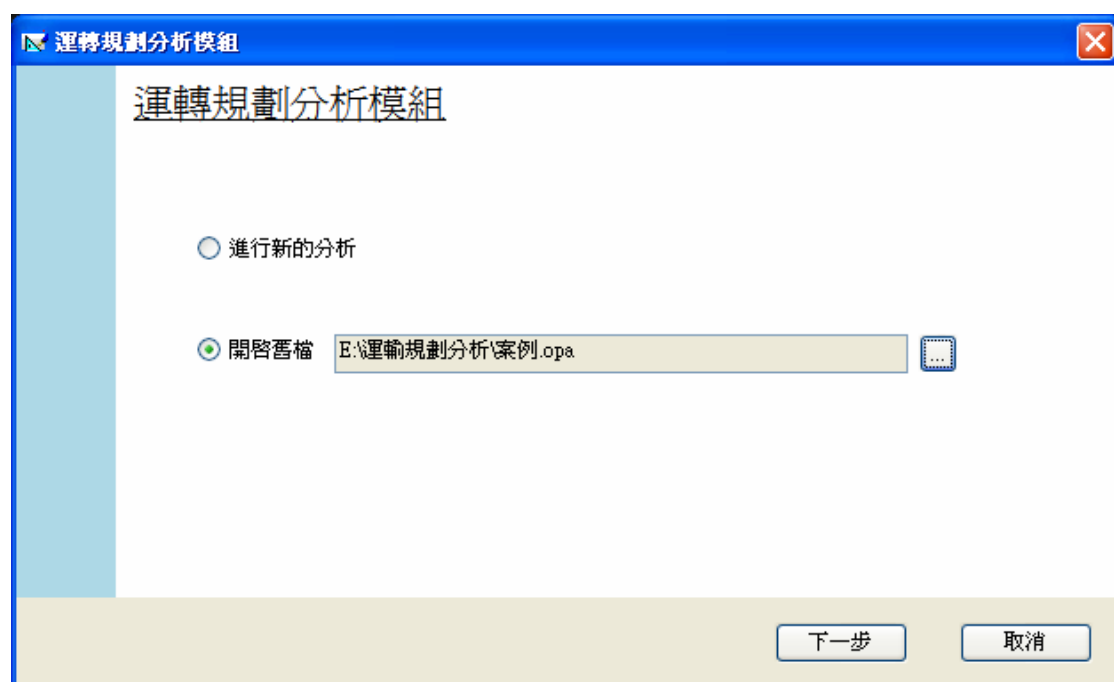 運轉規劃分析模組
運轉規劃分析模組
進行新的分析
開啓舊檔 E:\運輸規劃分析\案例.opa ...
下一步 取消